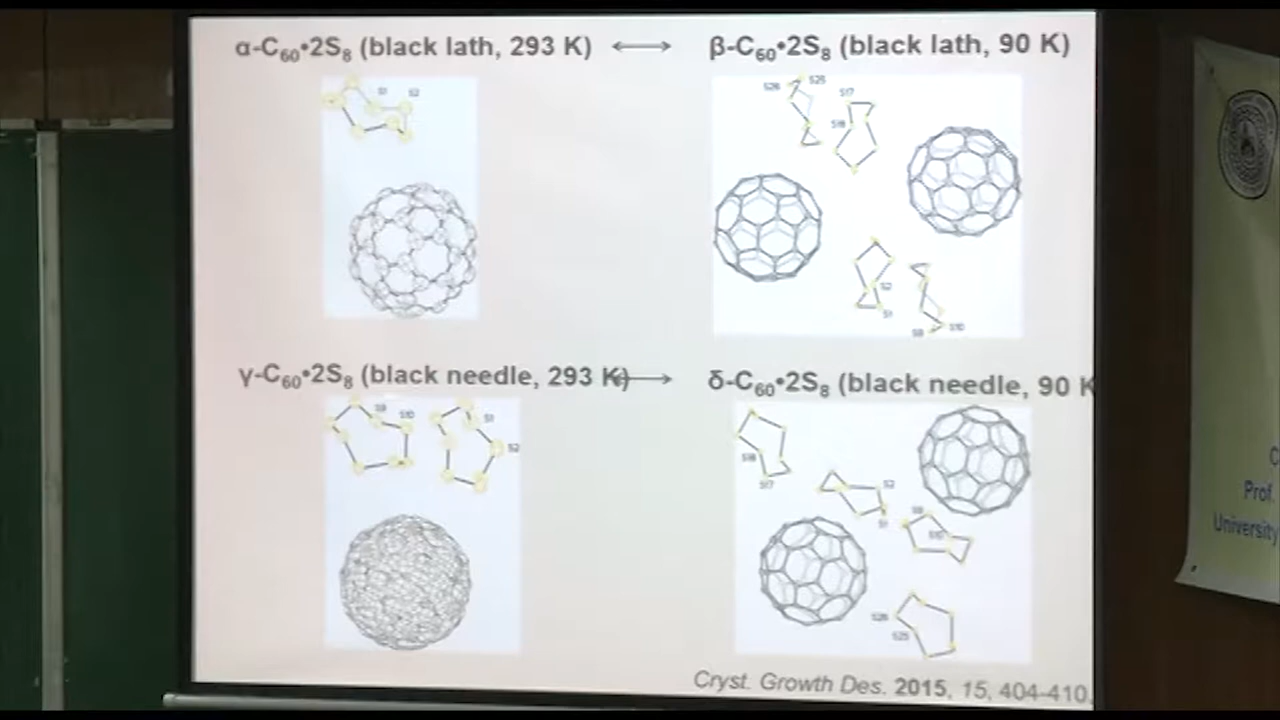 α-C₆₀•2S₈ (black lath, 293 K) ⟷ β-C₆₀•2S₈ (black lath, 90 K)
S1 S2
S26 S25
S17
S18
S2
S1
S9 S10
γ-C₆₀•2S₈ (black needle, 293 K) ⟷ δ-C₆₀•2S₈ (black needle, 90 K
S9 S10 S1
S2
S18
S17
S2
S1
S9
S10
S26
S25
Cryst. Growth Des. 2015, 15, 404-410.
C
Prof.
University